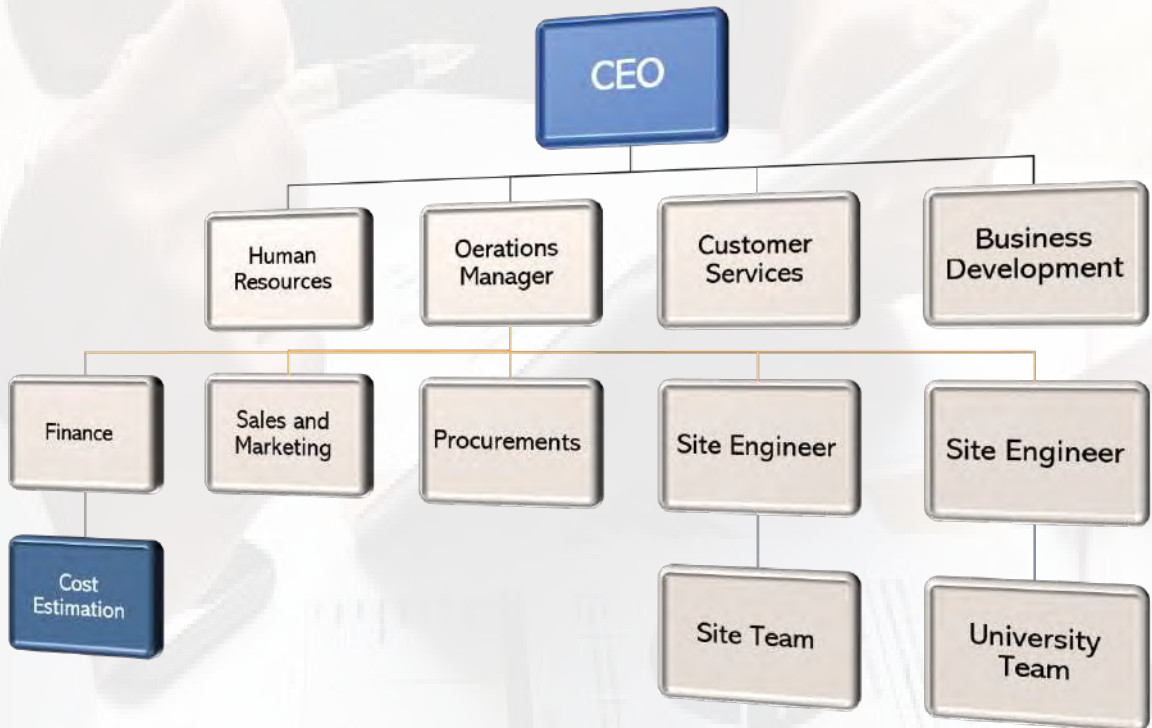 CEO
Human
Resources
Oerations
Manager
Customer
Services
Business
Development
Finance
Sales and
Marketing
Procurements
Site Engineer
Site Engineer
Cost
Estimation
Site Team
University
Team